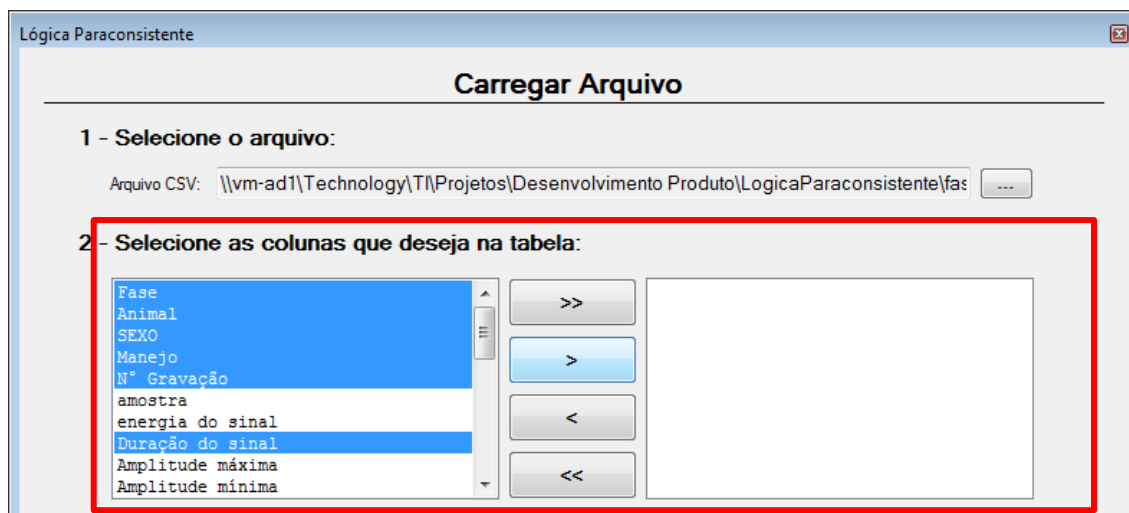 Lógica Paraconsistente
Carregar Arquivo
1 - Selecione o arquivo:
Arquivo CSV: \\vm-ad1\Technology\TI\Projetos\Desenvolvimento Produto\LogicaParaconsistente\fas ...
2 - Selecione as colunas que deseja na tabela:
Fase
Animal
SEXO
Manejo
N° Gravação
amostra
energia do sinal
Duração do sinal
Amplitude máxima
Amplitude mínima
>>
>
<
<<